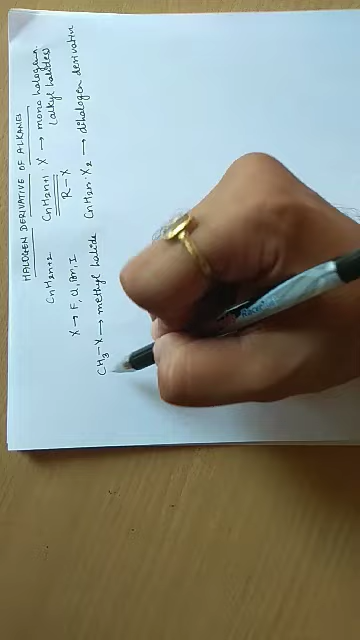 HALOGEN DERIVATIVE OF ALKANES
CnH2n+2 CnH2n+1 X → mono halogen
(alkyl halides)
R-X
X → F, Cl, Br, I CnH2n·X2 → dihalogen derivative
CH3-X → methyl halide